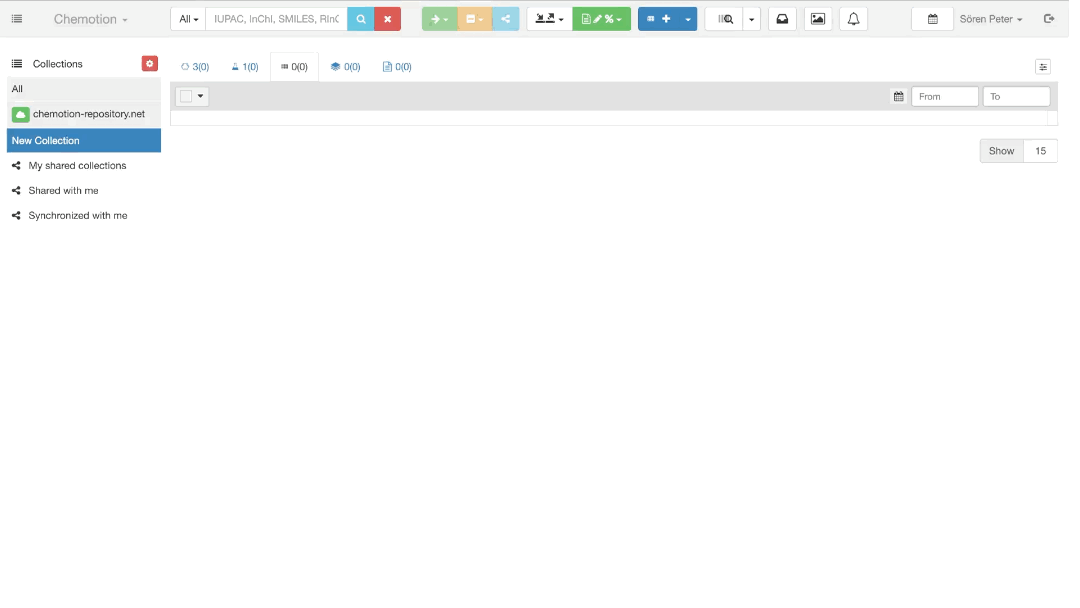 Chemotion
All
IUPAC, InChI, SMILES, RInC
Sören Peter
Collections
3(0)
1(0)
0(0)
0(0)
0(0)
All
From
To
chemotion-repository.net
New Collection
Show
15
My shared collections
Shared with me
Synchronized with me